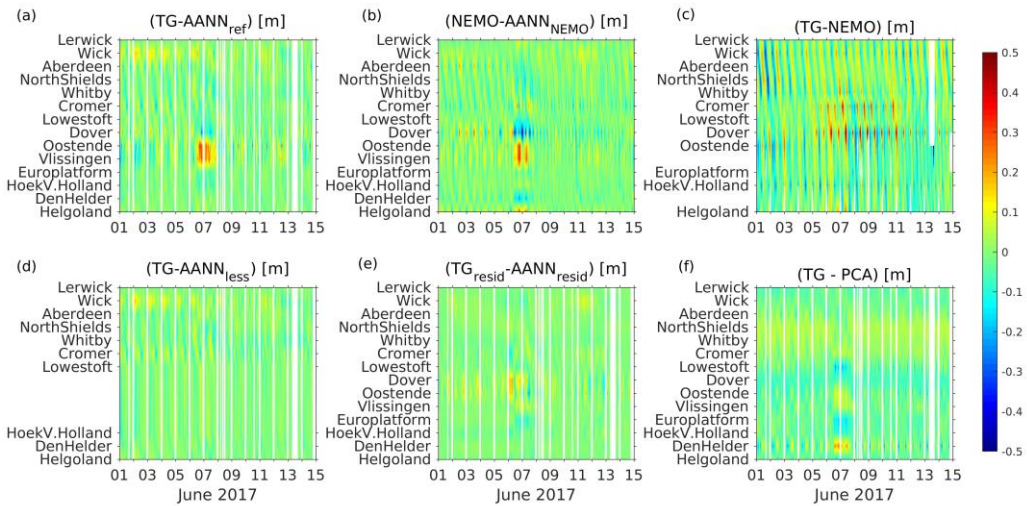 (a)
(TG-AANNref) [m]
Lerwick
Wick
Aberdeen
NorthShields
Whitby
Cromer
Lowestoft
Dover
Oostende
Vlissingen
Europlatform
HoekV.Holland
DenHelder
Helgoland
01 03 05 07 09 11 13 15
(b)
(NEMO-AANNNEMO) [m]
Lerwick
Wick
Aberdeen
NorthShields
Whitby
Cromer
Lowestoft
Dover
Oostende
Vlissingen
Europlatform
HoekV.Holland
DenHelder
Helgoland
01 03 05 07 09 11 13 15
(c)
(TG-NEMO) [m]
Lerwick
Wick
Aberdeen
NorthShields
Whitby
Cromer
Lowestoft
Dover
Oostende
Europlatform
HoekV.Holland
Helgoland
01 03 05 07 09 11 13 15
0.5
0.4
0.3
0.2
0.1
0
-0.1
-0.2
-0.3
-0.4
-0.5
(d)
(TG-AANNless) [m]
Lerwick
Wick
Aberdeen
NorthShields
Whitby
Cromer
Lowestoft
HoekV.Holland
DenHelder
Helgoland
01 03 05 07 09 11 13 15
June 2017
(e)
(TGresid-AANNresid) [m]
Lerwick
Wick
Aberdeen
NorthShields
Whitby
Cromer
Lowestoft
Dover
Oostende
Vlissingen
Europlatform
HoekV.Holland
DenHelder
Helgoland
01 03 05 07 09 11 13 15
June 2017
(f)
(TG - PCA) [m]
Lerwick
Wick
Aberdeen
NorthShields
Whitby
Cromer
Lowestoft
Dover
Oostende
Vlissingen
Europlatform
HoekV.Holland
DenHelder
Helgoland
01 03 05 07 09 11 13 15
June 2017